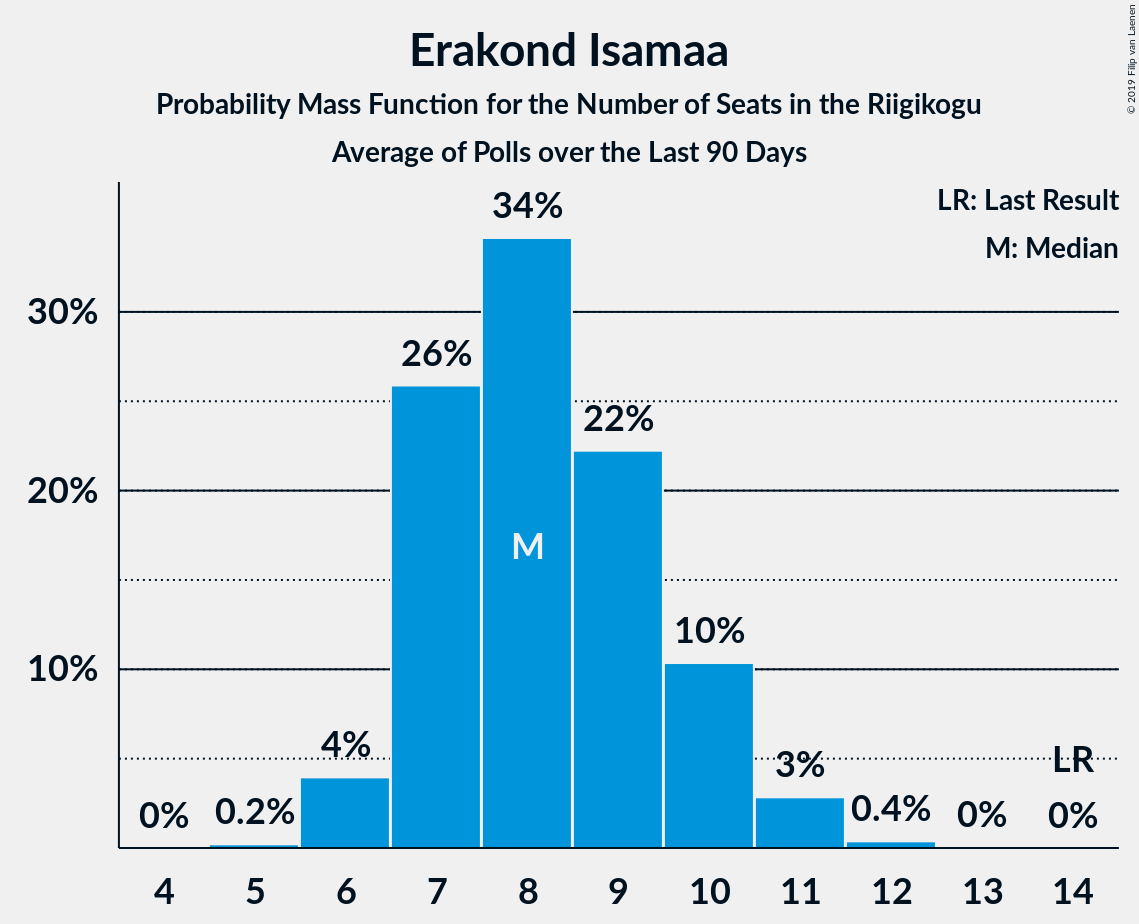 Erakond Isamaa
Probability Mass Function for the Number of Seats in the Riigikogu
Average of Polls over the Last 90 Days
© 2019 Filip van Laenen
LR: Last Result
M: Median
34%
30%
26%
22%
20%
M
10%
10%
4%
3%
LR
0%
0.2%
0.4%
0%
0%
4 5 6 7 8 9 10 11 12 13 14